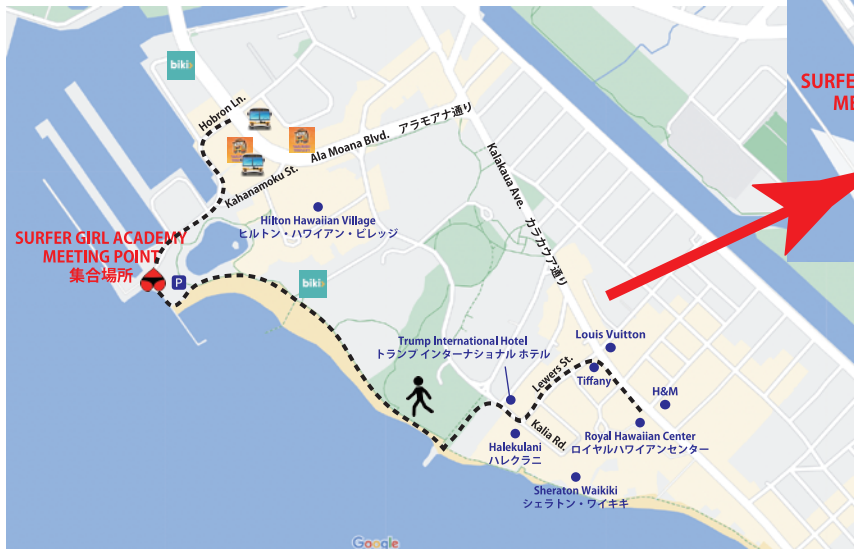 biki
SURFE
ME
Hobron Ln.
Ala Moana Blvd. アラモアナ通り
Kahanamoku St.
Kalakaua Ave. カラカウア通り
Hilton Hawaiian Village
ヒルトン・ハワイアン・ビレッジ
SURFER GIRL ACADEMY
MEETING POINT
集合場所
P
biki
Trump International Hotel
トランプ インターナショナル ホテル
Louis Vuitton
Lewers St.
Tiffany
H&M
Kalia Rd.
Halekulani
ハレクラニ
Royal Hawaiian Center
ロイヤルハワイアンセンター
Sheraton Waikiki
シェラトン・ワイキキ
Google